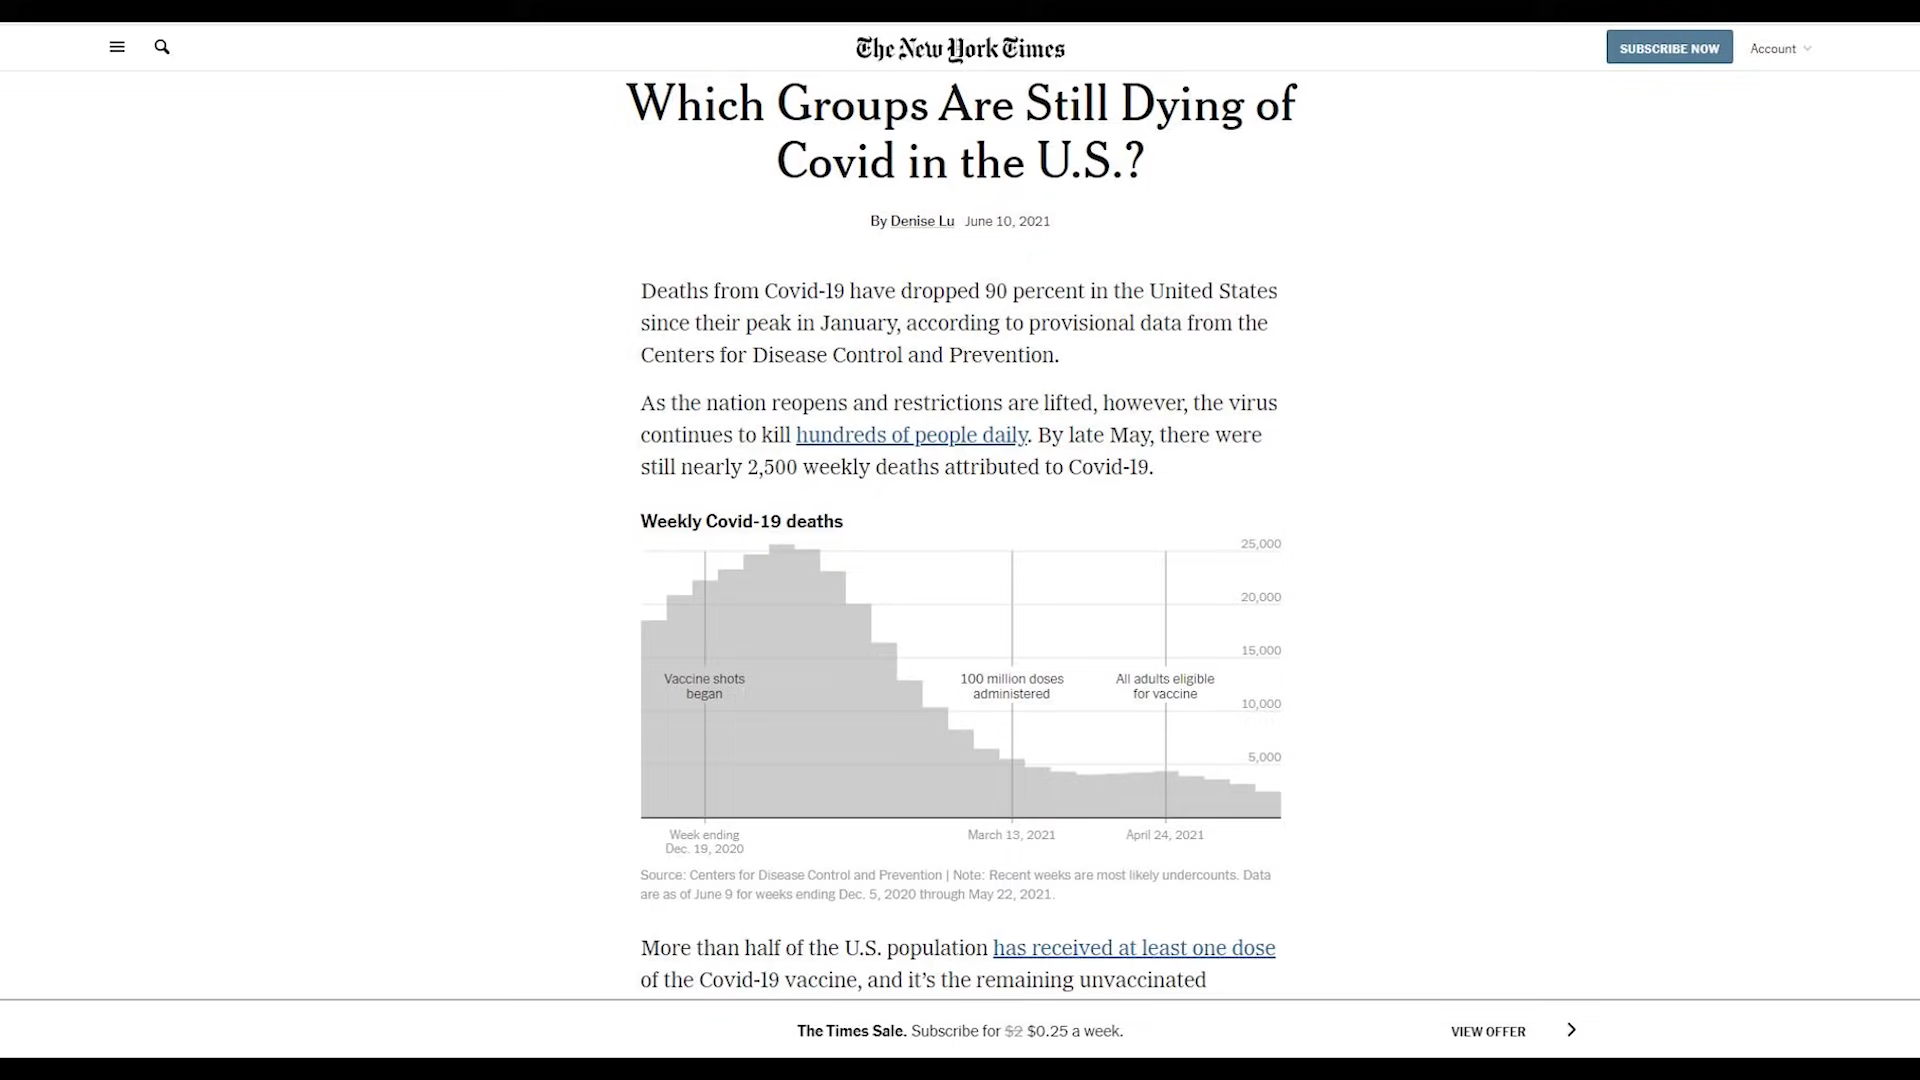 The New York Times
SUBSCRIBE NOW
Account
Which Groups Are Still Dying of
Covid in the U.S.?
By Denise Lu June 10, 2021
Deaths from Covid-19 have dropped 90 percent in the United States
since their peak in January, according to provisional data from the
Centers for Disease Control and Prevention.
As the nation reopens and restrictions are lifted, however, the virus
continues to kill hundreds of people daily. By late May, there were
still nearly 2,500 weekly deaths attributed to Covid-19.
Weekly Covid-19 deaths
25,000
20,000
15,000
Vaccine shots
began
100 million doses
administered
All adults eligible
for vaccine
10,000
5,000
Week ending
Dec. 19, 2020
March 13, 2021
April 24, 2021
Source: Centers for Disease Control and Prevention | Note: Recent weeks are most likely undercounts. Data
are as of June 9 for weeks ending Dec. 5, 2020 through May 22, 2021.
More than half of the U.S. population has received at least one dose
of the Covid-19 vaccine, and it’s the remaining unvaccinated
The Times Sale. Subscribe for $2 $0.25 a week.
VIEW OFFER